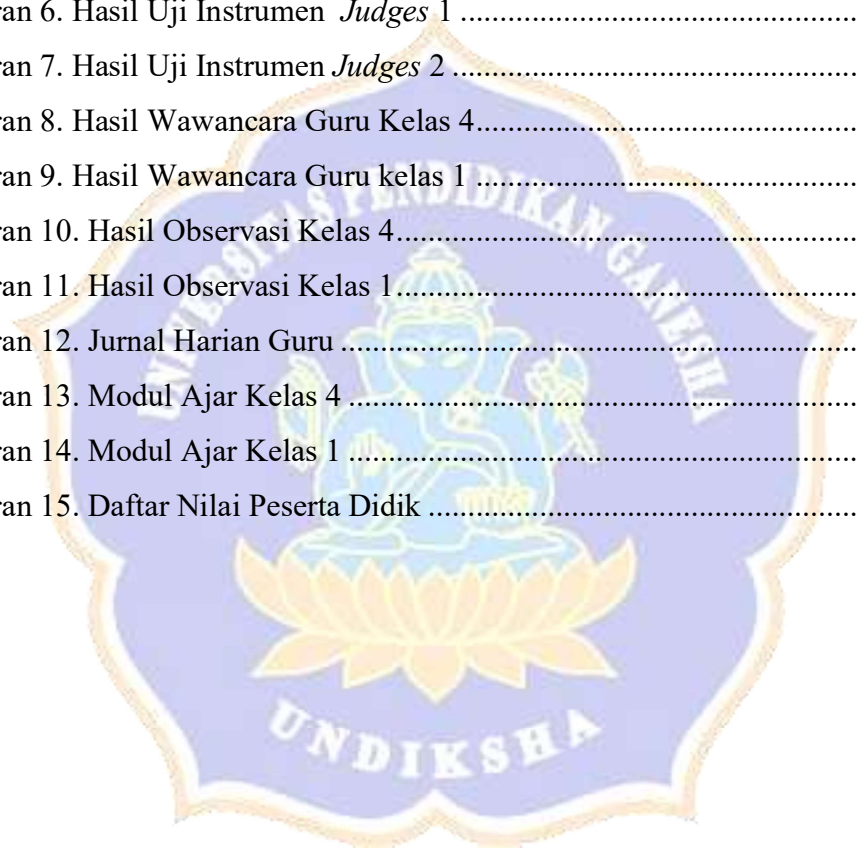 ran 6. Hasil Uji Instrumen Judges 1 ................................................
ran 7. Hasil Uji Instrumen Judges 2 ................................................
ran 8. Hasil Wawancara Guru Kelas 4................................................
ran 9. Hasil Wawancara Guru kelas 1 ................................................
ran 10. Hasil Observasi Kelas 4................................................
ran 11. Hasil Observasi Kelas 1................................................
ran 12. Jurnal Harian Guru ................................................
ran 13. Modul Ajar Kelas 4 ................................................
ran 14. Modul Ajar Kelas 1 ................................................
ran 15. Daftar Nilai Peserta Didik ................................................
UNIVERSITAS PENDIDIKAN GANESHA
UNDIKSHA